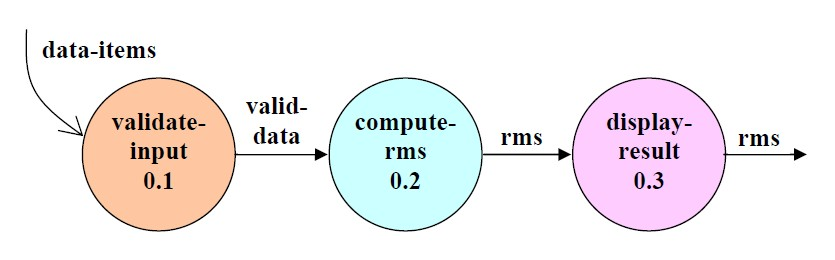 data-items
validate-
input
0.1
valid-
data
compute-
rms
0.2
rms
display-
result
0.3
rms